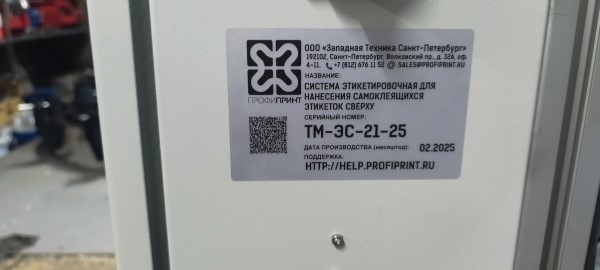 ООО «Западная Техника Санкт-Петербург»
192102, Санкт-Петербург, Волковский пр., д. 32А, оф.
4-11. +7 (812) 676 11 52 @ SALES@PROFIPRINT.RU
НАЗВАНИЕ:
СИСТЕМА ЭТИКЕТИРОВОЧНАЯ ДЛЯ
НАНЕСЕНИЯ САМОКЛЕЯЩИХСЯ
ЭТИКЕТОК СВЕРХУ
ПРОФИПРИНТ
СЕРИЙНЫЙ НОМЕР:
ТМ-ЭС-21-25
ДАТА ПРОИЗВОДСТВА (месяц/год): 02.2025
ПОДДЕРЖКА:
HTTP://HELP.PROFIPRINT.RU